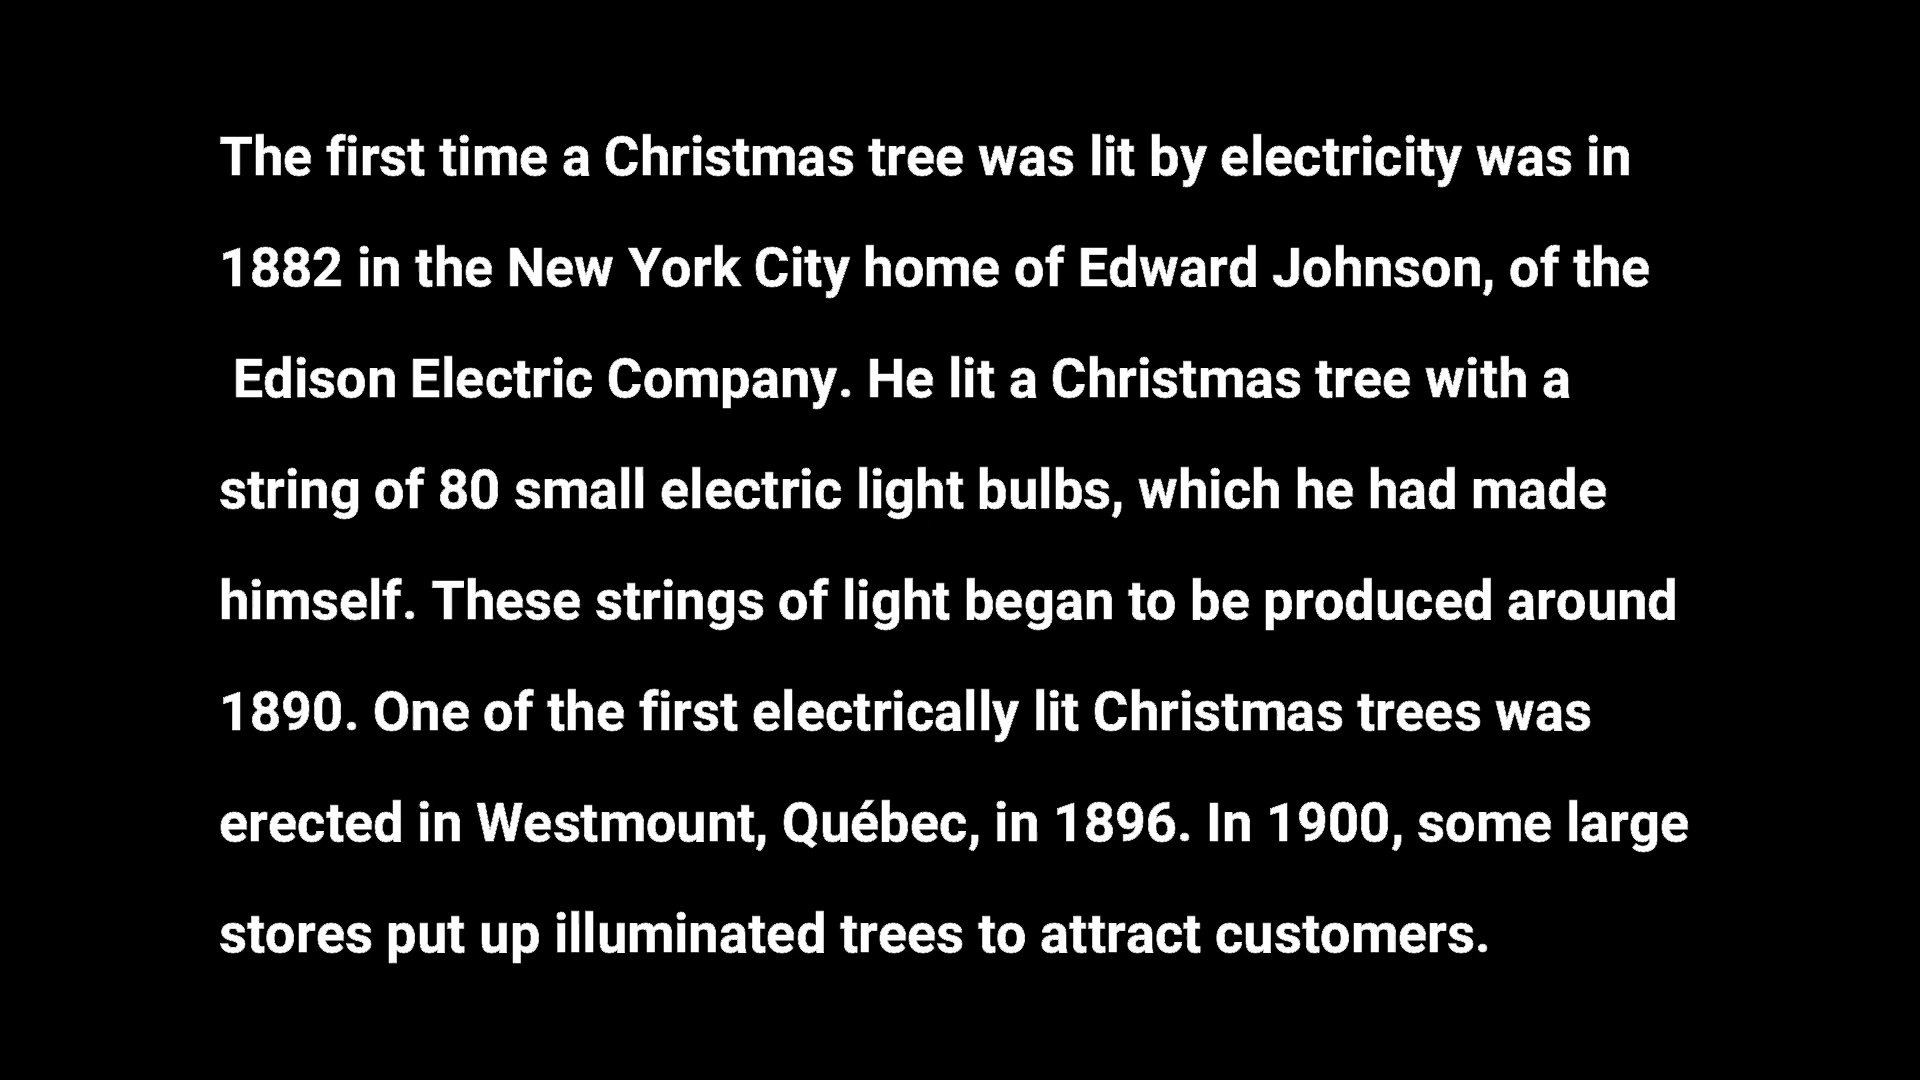 The first time a Christmas tree was lit by electricity was in
1882 in the New York City home of Edward Johnson, of the
Edison Electric Company. He lit a Christmas tree with a
string of 80 small electric light bulbs, which he had made
himself. These strings of light began to be produced around
1890. One of the first electrically lit Christmas trees was
erected in Westmount, Québec, in 1896. In 1900, some large
stores put up illuminated trees to attract customers.